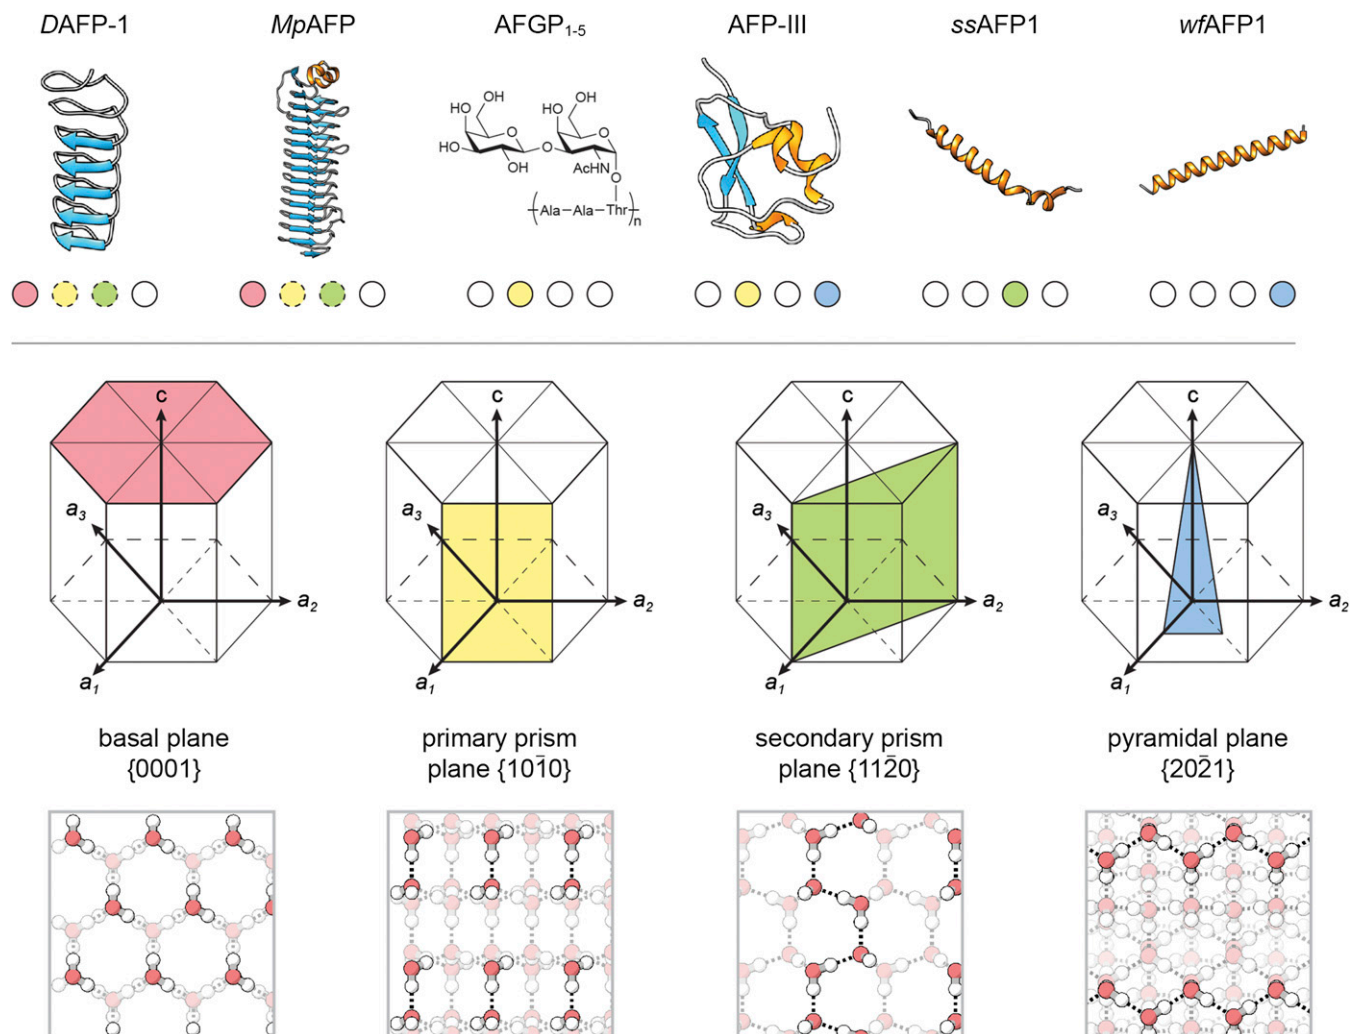 DAFP-1
MpAFP
AFGP1-5
AFP-III
ssAFP1
wfAFP1
OH
HO
O
OH
OH
HO
O
HO
O
OH
AcHN
O
(Ala–Ala–Thr)n
c
a3
a2
a1
c
a3
a2
a1
c
a3
a2
a1
c
a3
a2
a1
basal plane
{0001}
primary prism
plane {101̄0}
secondary prism
plane {112̄0}
pyramidal plane
{202̄1}